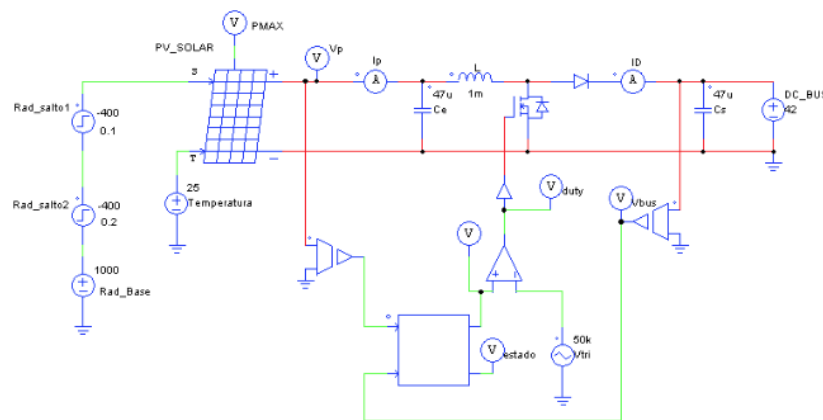 V
PMAX
PV_SOLAR
V
Vp
S
+
Ip
A
L
1m
ID
A
Rad_salto1
-400
0.1
47u
Ce
47u
Cs
DC_BUS
42
T
-
25
Temperatura
Rad_salto2
-400
0.2
V
duty
V
Vbus
V
1000
Rad_Base
+
-
50k
Vtri
V
estado